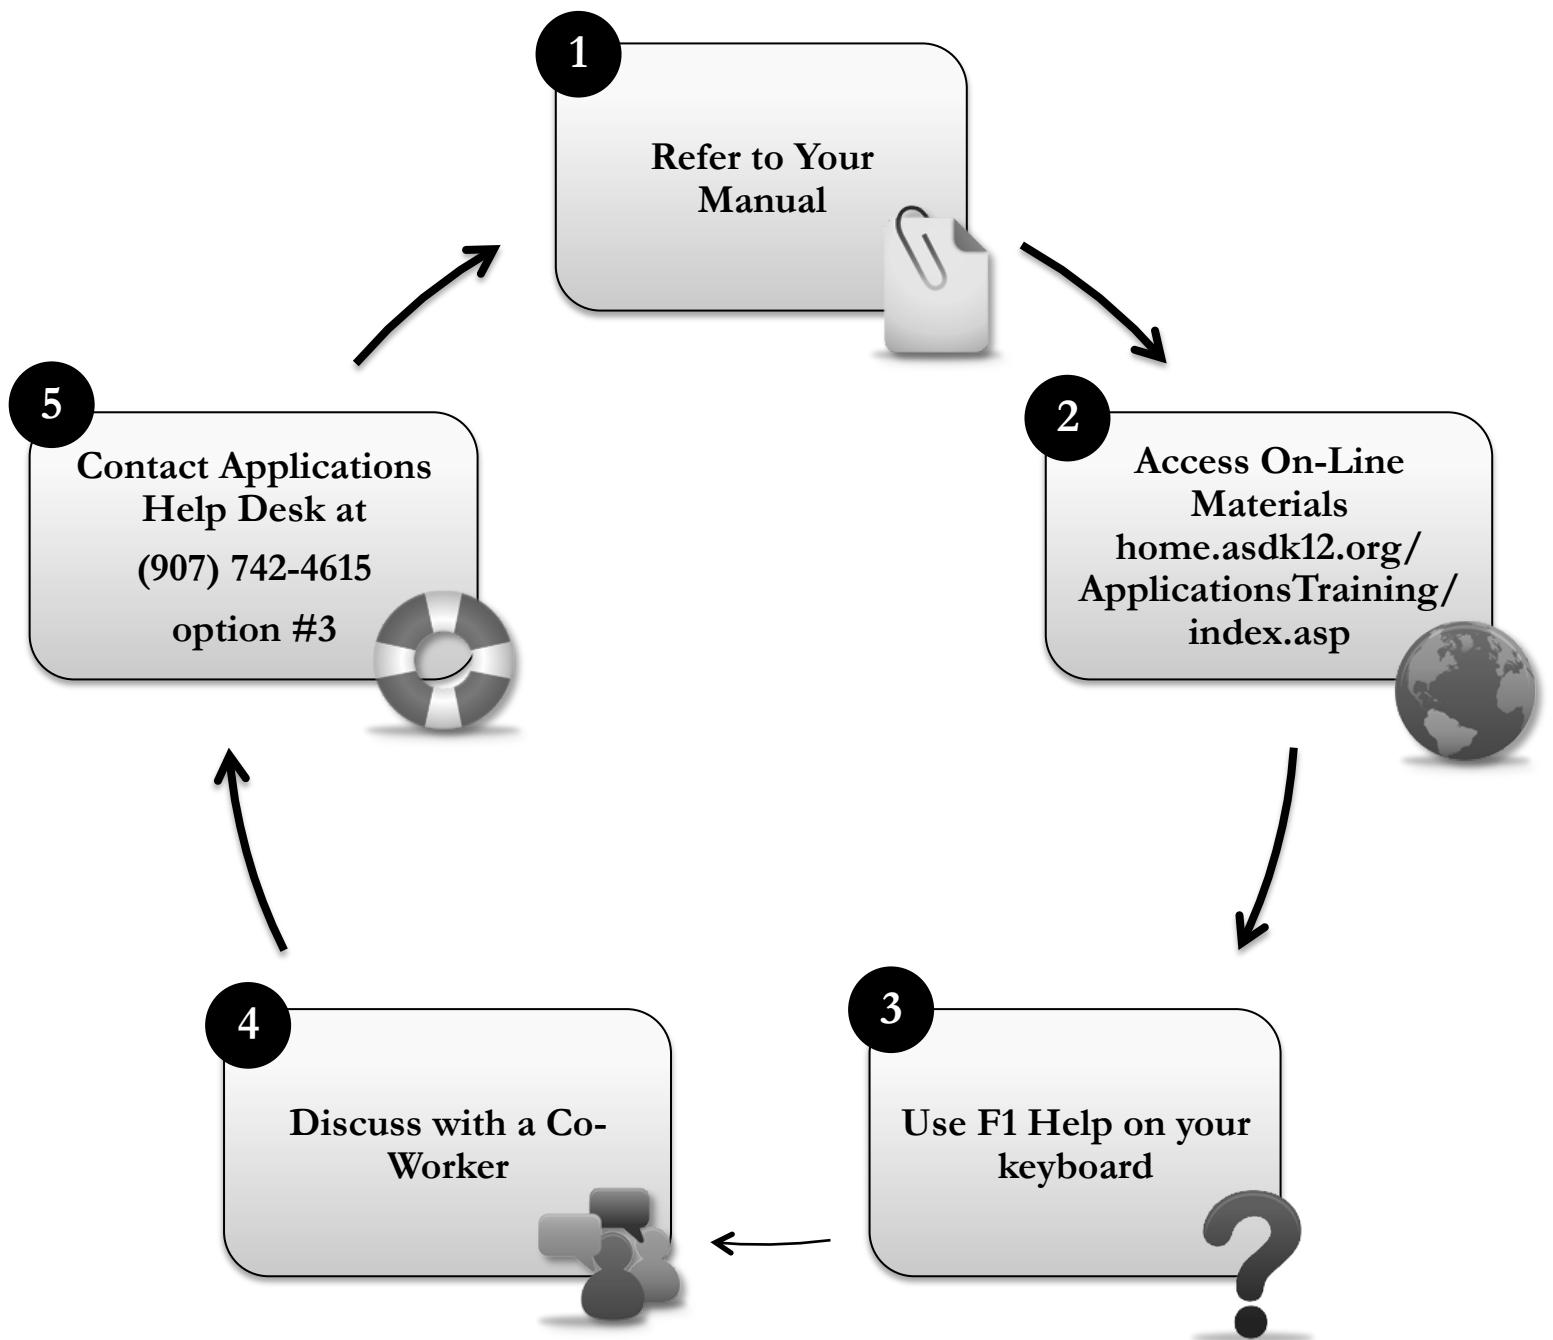 1
Refer to Your
Manual
2
Access On-Line
Materials
home.asdk12.org/
ApplicationsTraining/
index.asp
3
Use F1 Help on your
keyboard
4
Discuss with a Co-
Worker
5
Contact Applications
Help Desk at
(907) 742-4615
option #3